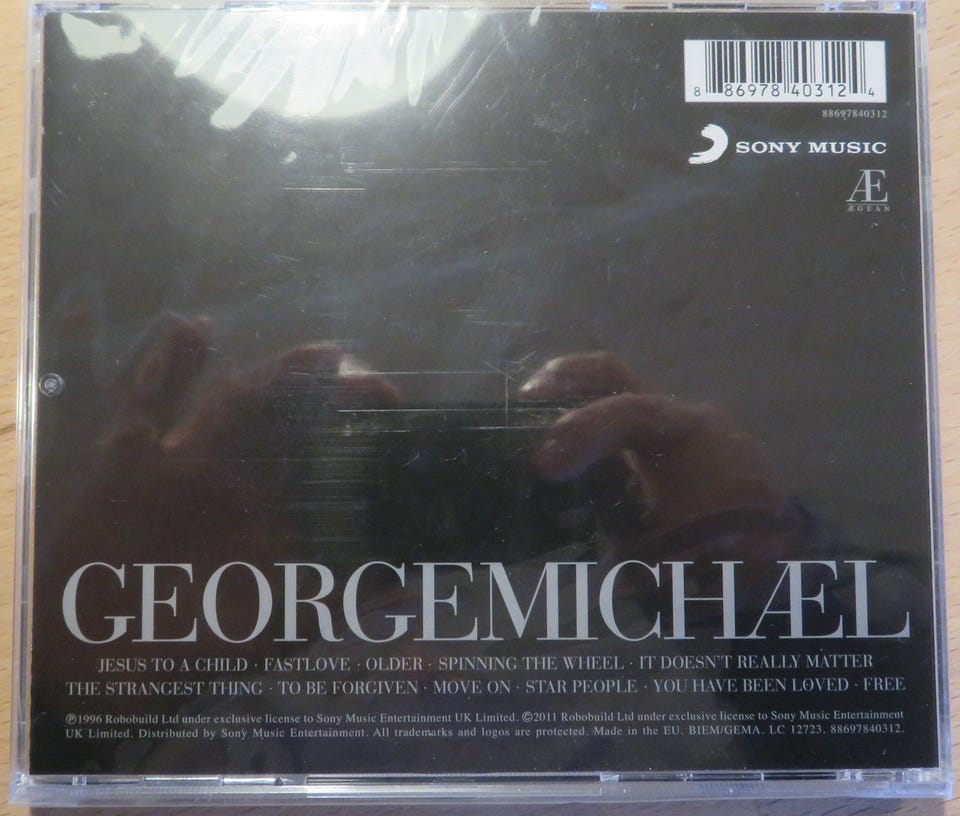 8 86978 40312 4
88697840312
SONY MUSIC
Æ
ÆGEAN
GEORGEMICHÆL
JESUS TO A CHILD · FASTLOVE · OLDER · SPINNING THE WHEEL · IT DOESN'T REALLY MATTER
THE STRANGEST THING · TO BE FORGIVEN · MOVE ON · STAR PEOPLE · YOU HAVE BEEN LOVED · FREE
℗1996 Robobuild Ltd under exclusive license to Sony Music Entertainment UK Limited. ©2011 Robobuild Ltd under exclusive license to Sony Music Entertainment
UK Limited. Distributed by Sony Music Entertainment. All trademarks and logos are protected. Made in the EU. BIEM/GEMA. LC 12723. 88697840312.